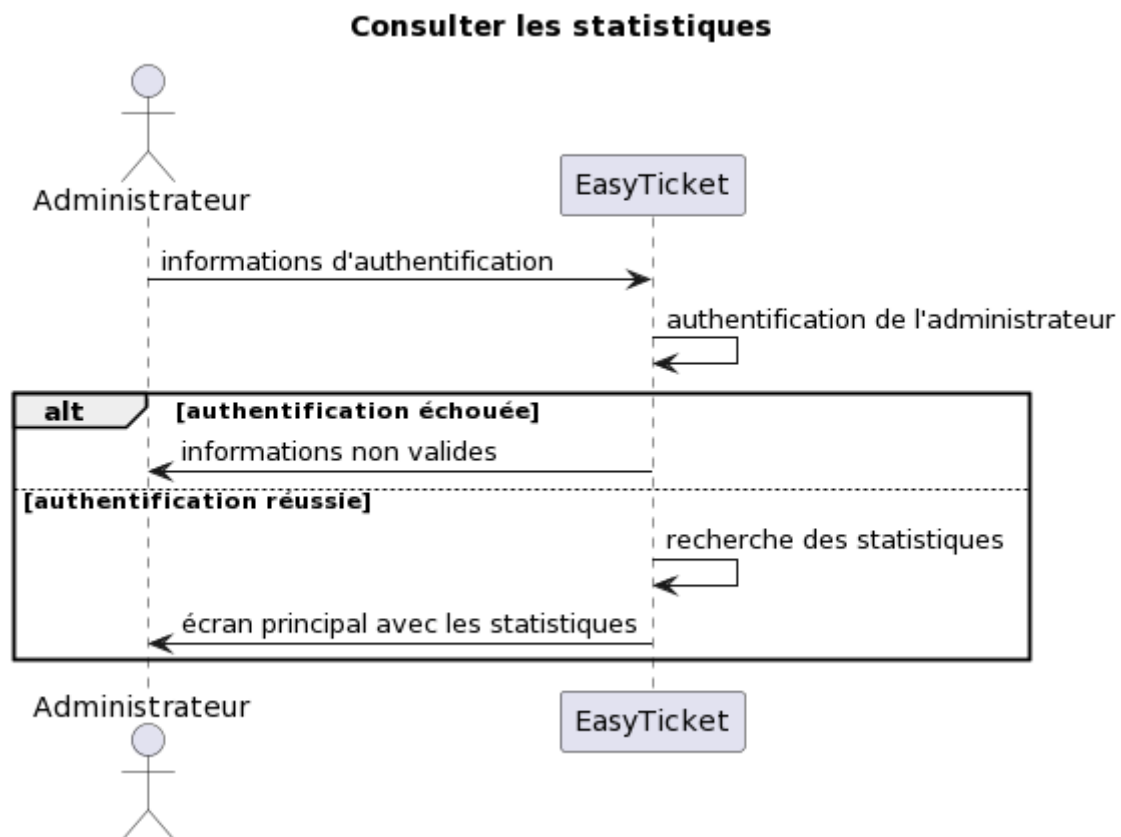 Consulter les statistiques
Administrateur
EasyTicket
informations d'authentification
authentification de l'administrateur
alt
[authentification échouée]
informations non valides
[authentification réussie]
recherche des statistiques
écran principal avec les statistiques
Administrateur
EasyTicket